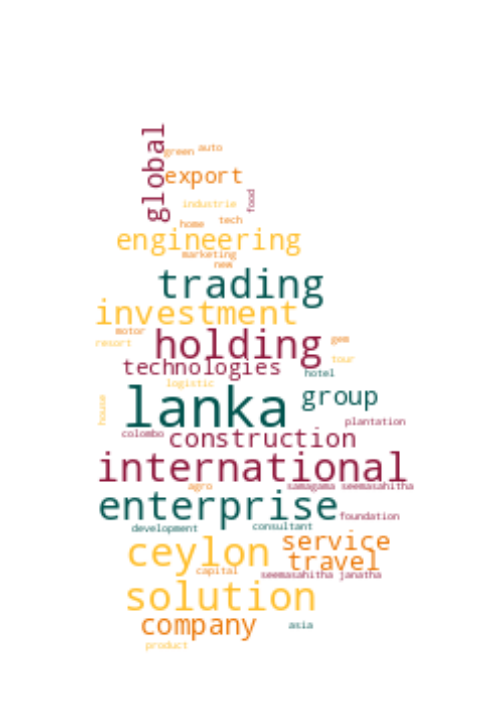 global
green auto
export
industrie food
home tech
engineering
marketing
new
trading
investment
motor
holding gem
resort
tour
technologies
hotel
logistic
lanka group
house
plantation
colombo construction
international
agro samagama seemasahitha
enterprise foundation
development consultant
ceylon service
travel
capital seemasahitha janatha
solution
company asia
product